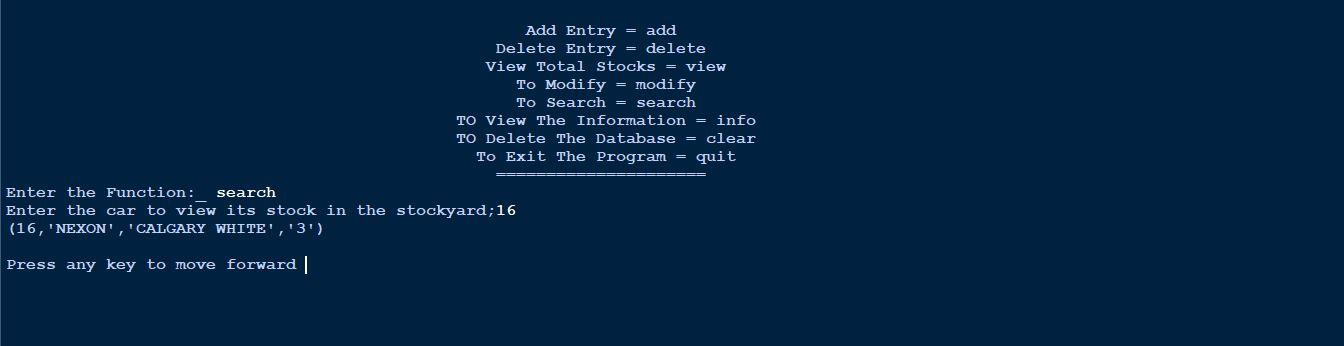 Add Entry = add
Delete Entry = delete
View Total Stocks = view
To Modify = modify
To Search = search
TO View The Information = info
TO Delete The Database = clear
To Exit The Program = quit
=====================
Enter the Function:_ search
Enter the car to view its stock in the stockyard;16
(16,'NEXON','CALGARY WHITE','3')
Press any key to move forward